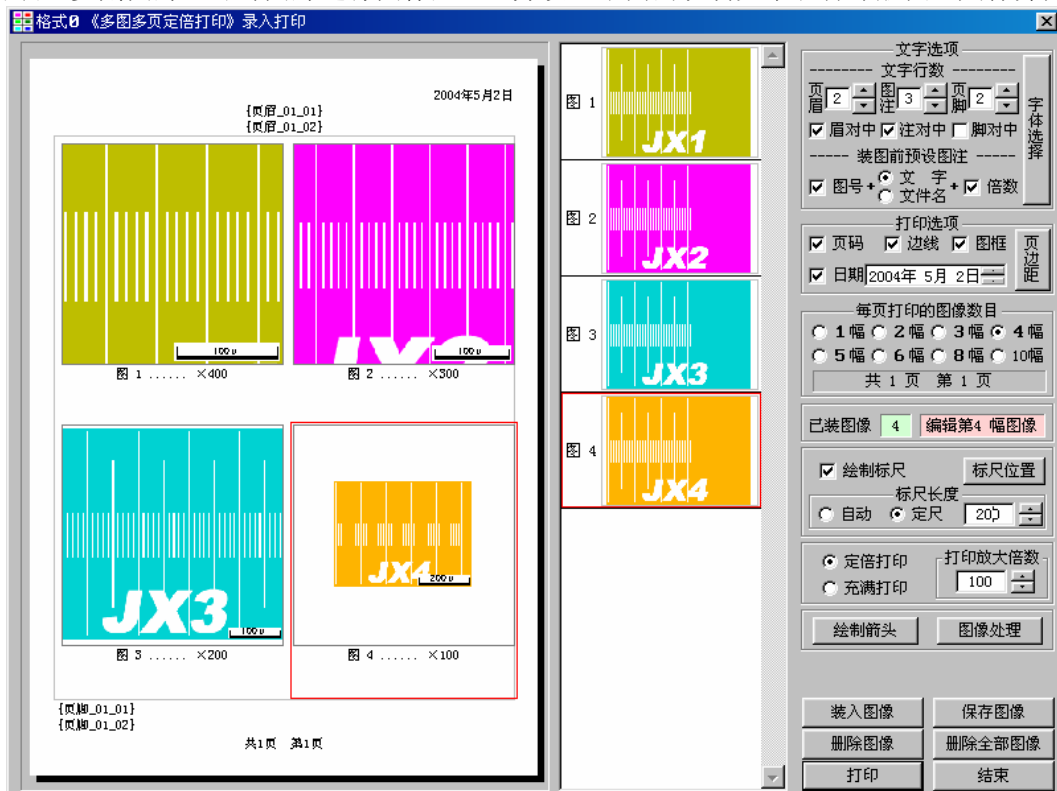 格式0 《多图多页定倍打印》录入打印
2004年5月2日
{页眉_01_01}
{页眉_01_02}
100μ
100μ
图 1 ...... ×400
图 2 ...... ×300
JX3
100μ
JX4
200μ
图 3 ...... ×200
图 4 ...... ×100
{页脚_01_01}
{页脚_01_02}
共1页 第1页
图 1
JX1
图 2
JX2
图 3
JX3
图 4
JX4
文字选项
-------- 文字行数 --------
页眉 2 图注 3 页脚 2
眉对中 注对中 脚对中
字体选择
----- 装图前预设图注 -----
图号 + 文 字 + 倍数
文件名
打印选项
页码 边线 图框
页边距
日期 2004年 5月 2日
每页打印的图像数目
1幅 2幅 3幅 4幅
5幅 6幅 8幅 10幅
共 1 页 第 1 页
已装图像 4 编辑第4 幅图像
绘制标尺 标尺位置
标尺长度
自动 定尺
定倍打印 打印放大倍数
充满打印 100
绘制箭头 图像处理
装入图像 保存图像
删除图像 删除全部图像
打印 结束